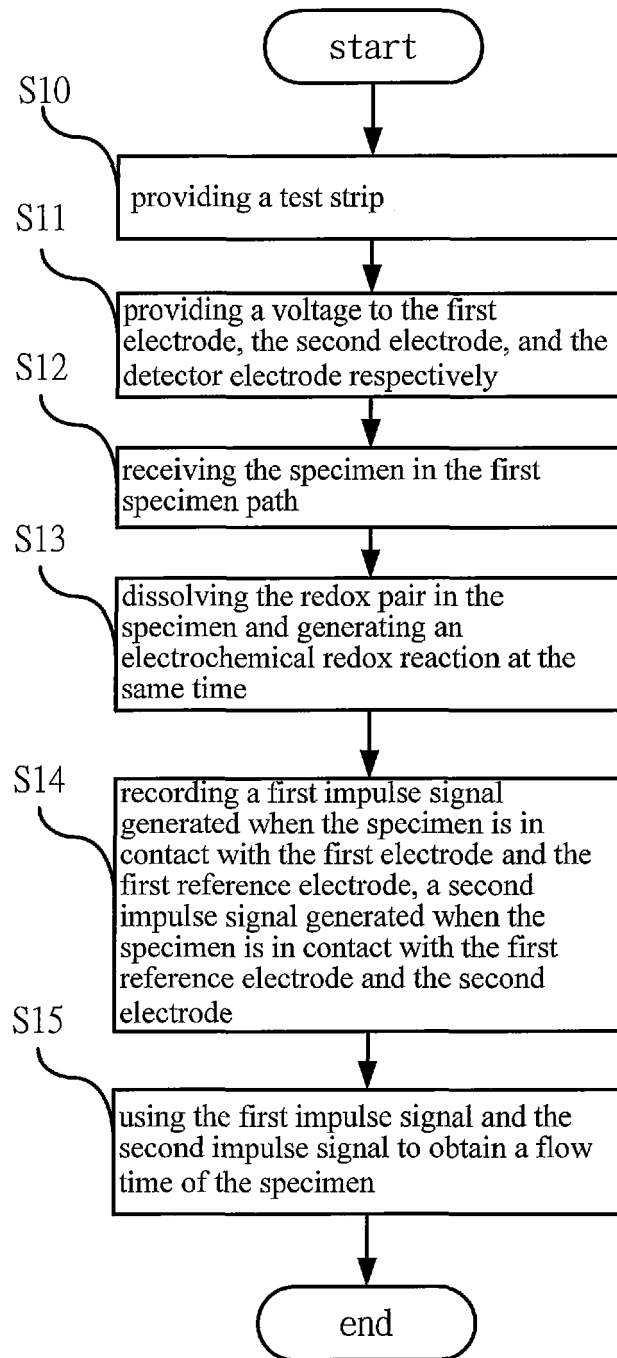 start
S10
providing a test strip
S11
providing a voltage to the first
electrode, the second electrode, and the
detector electrode respectively
S12
receiving the specimen in the first
specimen path
S13
dissolving the redox pair in the
specimen and generating an
electrochemical redox reaction at the
same time
S14
recording a first impulse signal
generated when the specimen is in
contact with the first electrode and the
first reference electrode, a second
impulse signal generated when the
specimen is in contact with the first
reference electrode and the second
electrode
S15
using the first impulse signal and the
second impulse signal to obtain a flow
time of the specimen
end